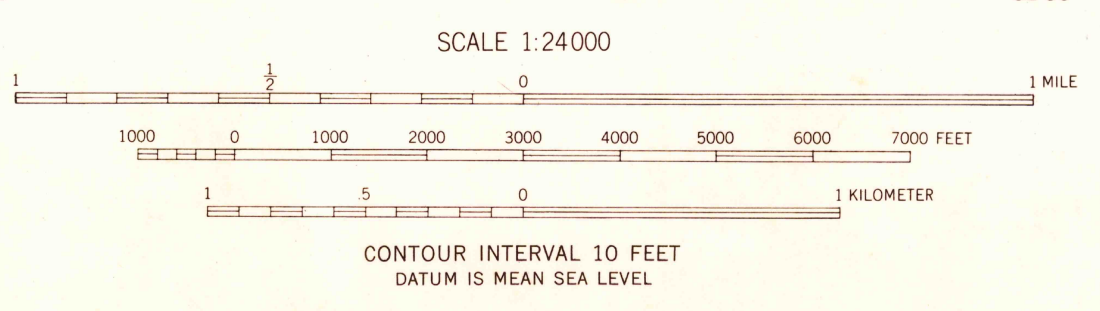 SCALE 1:24000
1 1/2 0 1 MILE
1000 0 1000 2000 3000 4000 5000 6000 7000 FEET
1 .5 0 1 KILOMETER
CONTOUR INTERVAL 10 FEET
DATUM IS MEAN SEA LEVEL